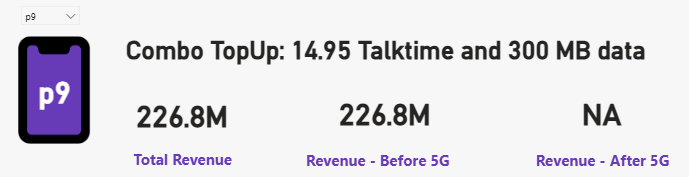 p9
Combo TopUp: 14.95 Talktime and 300 MB data
p9
226.8M
226.8M
NA
Total Revenue
Revenue - Before 5G
Revenue - After 5G